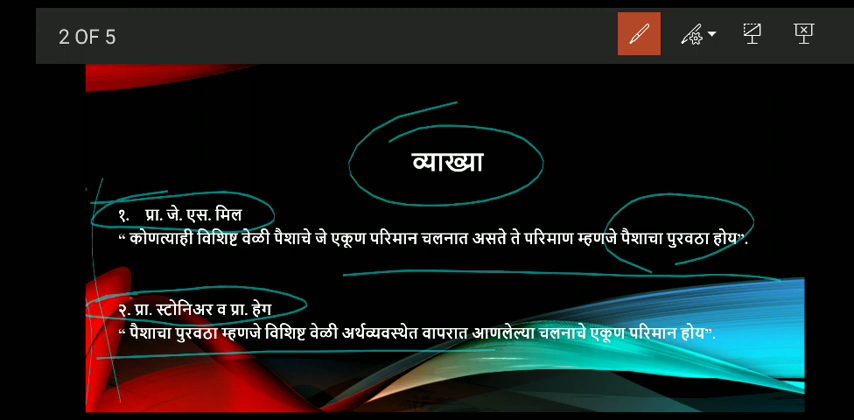 2 OF 5
व्याख्या
१. प्रा. जे. एस. मिल
“ कोणत्याही विशिष्ट वेळी पैशाचे जे एकूण परिमान चलनात असते ते परिमाण म्हणजे पैशाचा पुरवठा होय”.
२. प्रा. स्टोनिअर व प्रा. हेग
“ पैशाचा पुरवठा म्हणजे विशिष्ट वेळी अर्थव्यवस्थेत वापरात आणलेल्या चलनाचे एकूण परिमान होय”.